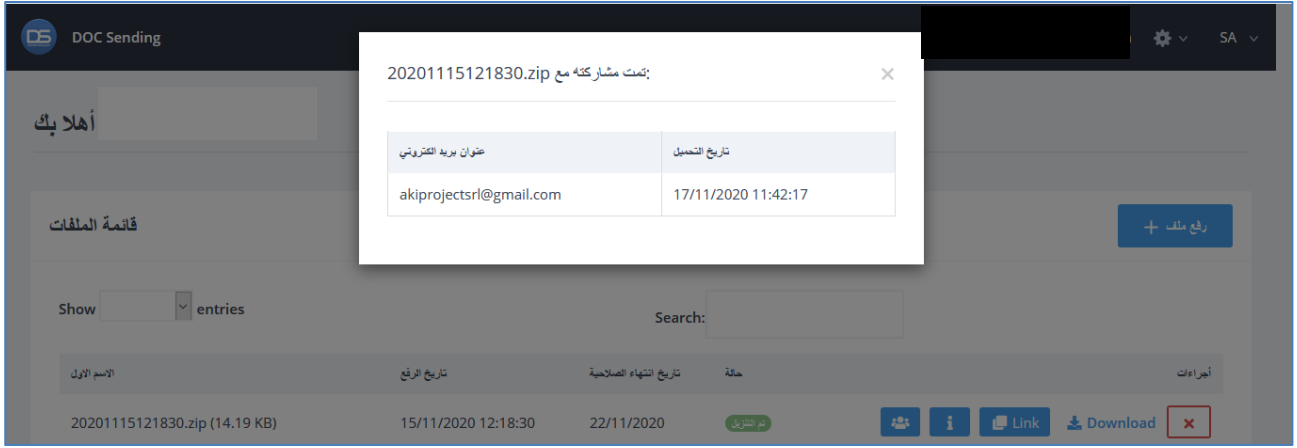 DS DOC Sending
SA
تمت مشاركته مع 20201115121830.zip:
×
عنوان بريد الكتروني
تاريخ التحميل
akiprojectsrl@gmail.com
17/11/2020 11:42:17
أهلا بك
قائمة الملفات
رفع ملف +
Show entries
Search:
الاسم الاول
تاريخ الرفع
تاريخ انتهاء الصلاحية
حالة
أجراءات
20201115121830.zip (14.19 KB)
15/11/2020 12:18:30
22/11/2020
تم التنزيل
i
Link
Download
×